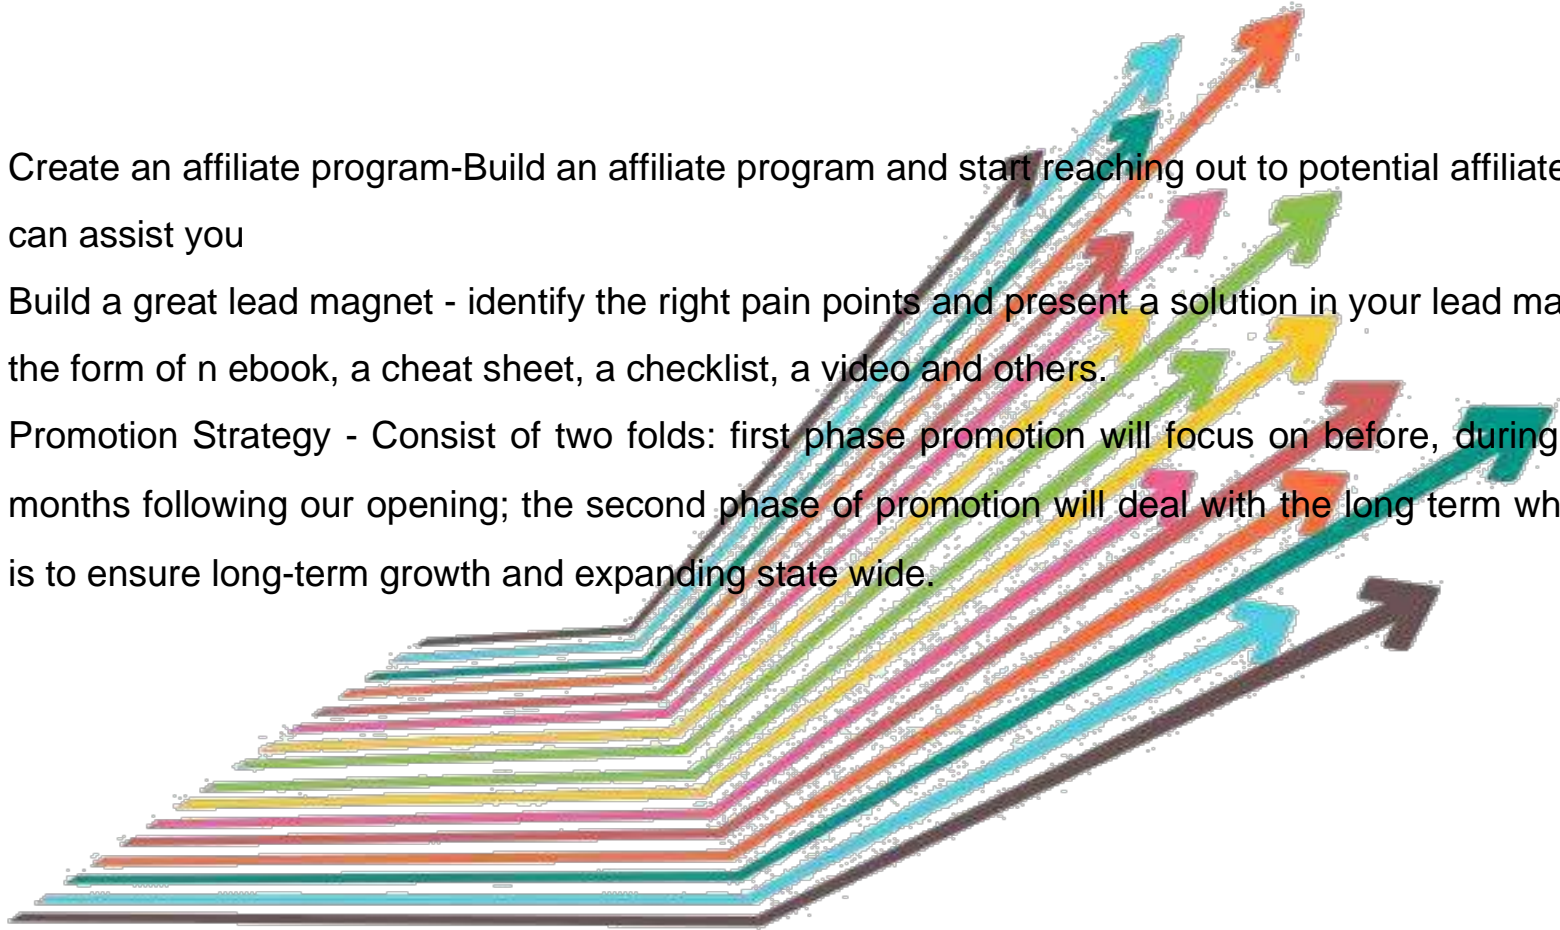 Create an affiliate program-Build an affiliate program and start reaching out to potential affiliate
can assist you
Build a great lead magnet - identify the right pain points and present a solution in your lead ma
the form of n ebook, a cheat sheet, a checklist, a video and others.
Promotion Strategy - Consist of two folds: first phase promotion will focus on before, during
months following our opening; the second phase of promotion will deal with the long term wh
is to ensure long-term growth and expanding state wide.